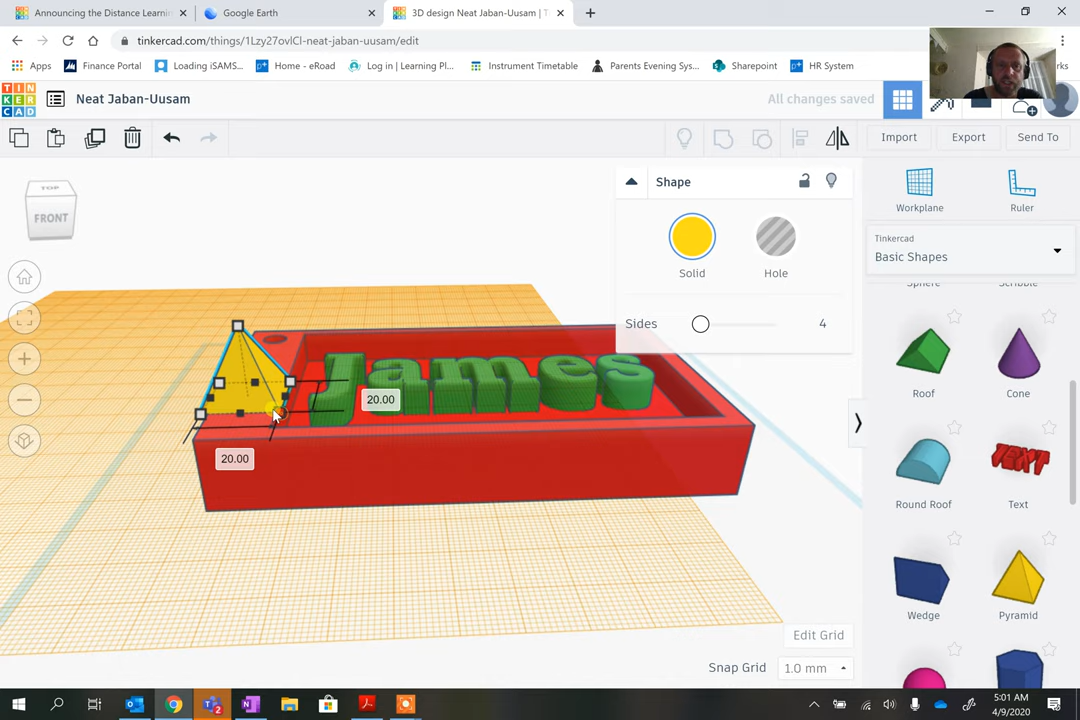 Announcing the Distance Learnin
Google Earth
3D design Neat Jaban-Uusam | T
tinkercad.com/things/1Lzy27ovlCl-neat-jaban-uusam/edit
Apps
Finance Portal
Loading iSAMS...
Home - eRoad
Log in | Learning Pl...
Instrument Timetable
Parents Evening Sys...
Sharepoint
HR System
TIN
KER
CAD
Neat Jaban-Uusam
All changes saved
Import
Export
Send To
TOP
FRONT
Shape
Solid
Hole
Sides
4
Workplane
Ruler
Tinkercad
Basic Shapes
Sphere
Scribble
Roof
Cone
Round Roof
TEXT
Text
Wedge
Pyramid
James
20.00
20.00
Edit Grid
Snap Grid
1.0 mm
5:01 AM
4/9/2020